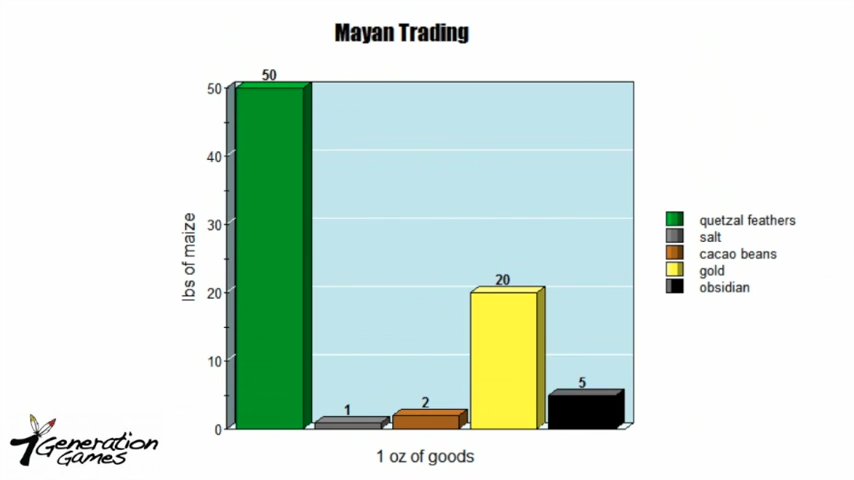 Mayan Trading
50
50
40
30
20
10
0
lbs of maize
1
2
20
5
1 oz of goods
quetzal feathers
salt
cacao beans
gold
obsidian
7 Generation
Games